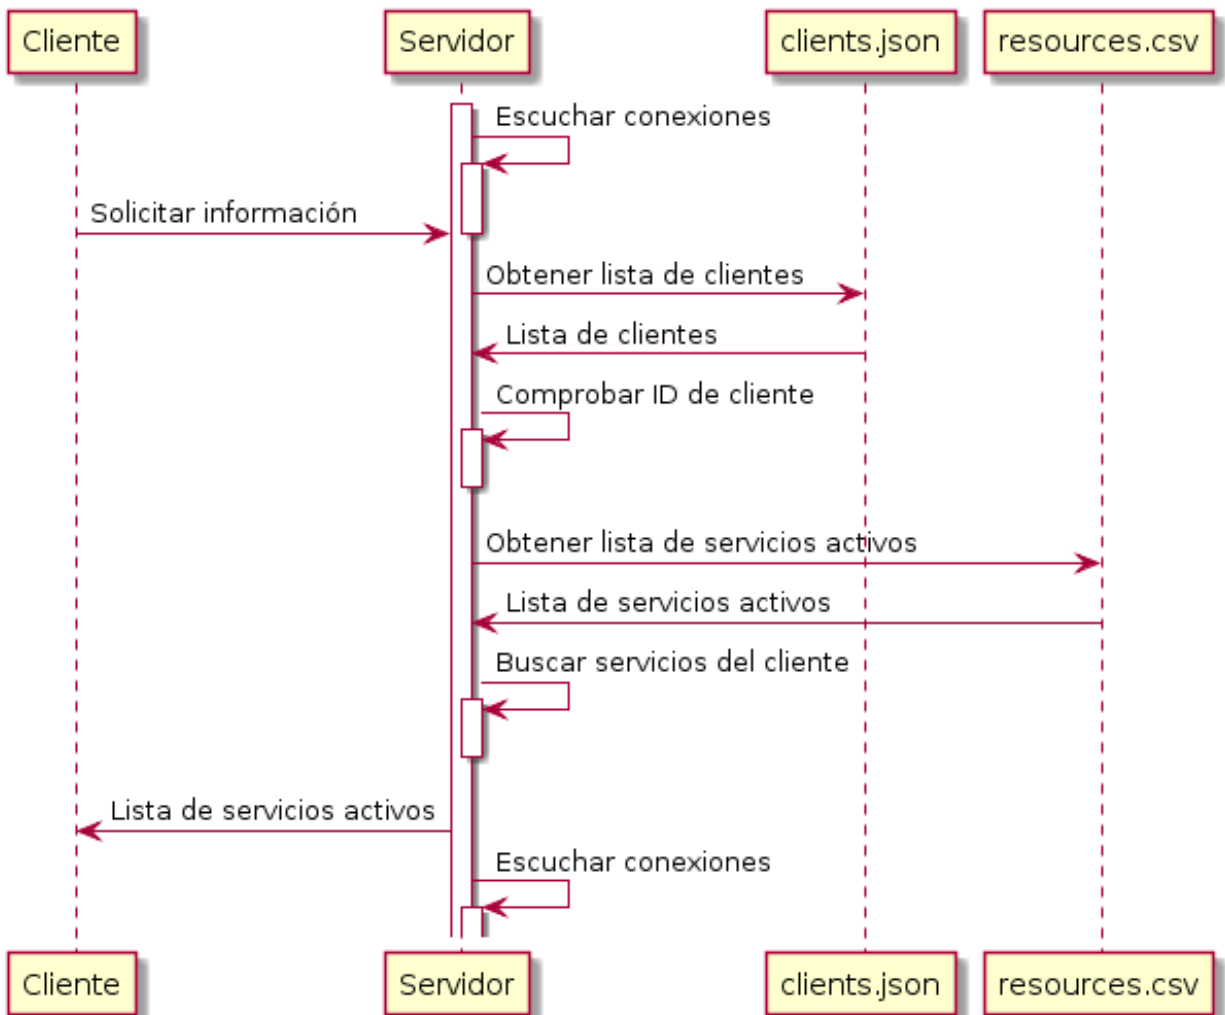 Cliente
Servidor
clients.json
resources.csv
Escuchar conexiones
Solicitar información
Obtener lista de clientes
Lista de clientes
Comprobar ID de cliente
Obtener lista de servicios activos
Lista de servicios activos
Buscar servicios del cliente
Lista de servicios activos
Escuchar conexiones
Cliente
Servidor
clients.json
resources.csv